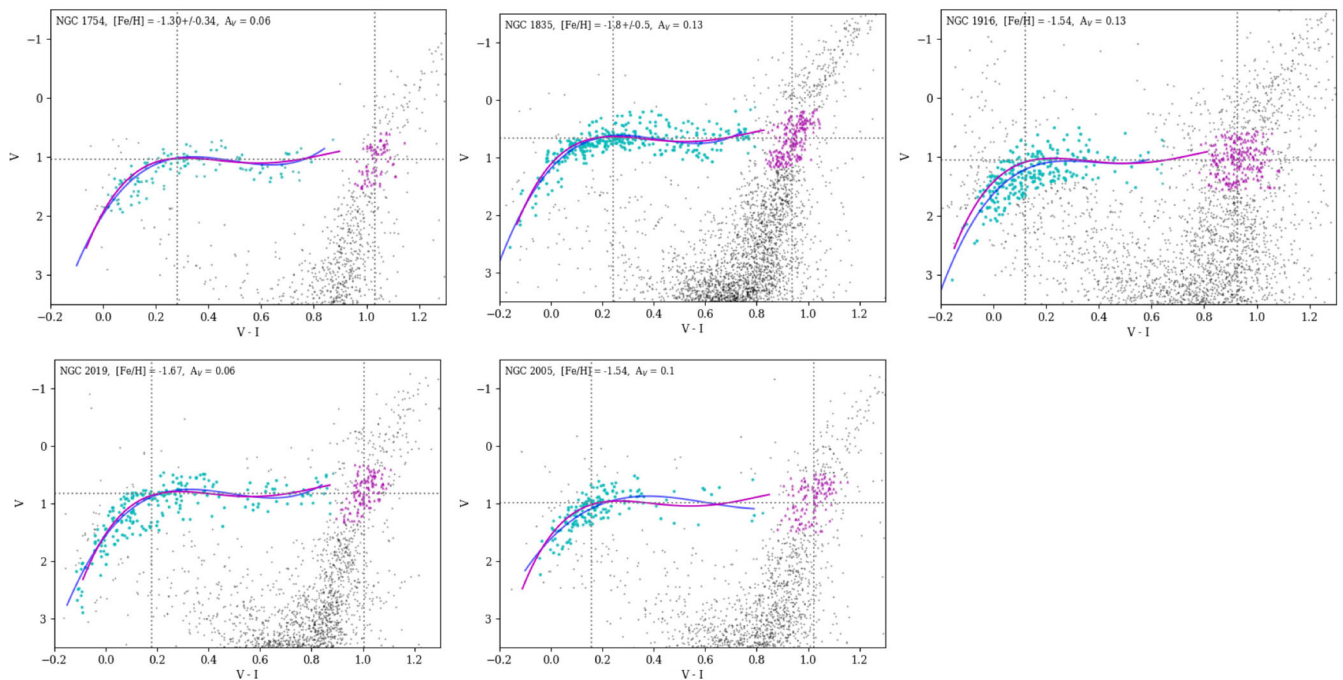 NGC 1754, [Fe/H] = -1.30+/-0.34, A_V = 0.06
−1
0
1
2
3
V
−0.2 0.0 0.2 0.4 0.6 0.8 1.0 1.2
V - I
NGC 1835, [Fe/H] = -1.8+/-0.5, A_V = 0.13
−1
0
1
2
3
V
−0.2 0.0 0.2 0.4 0.6 0.8 1.0 1.2
V - I
NGC 1916, [Fe/H] = -1.54, A_V = 0.13
−1
0
1
2
3
V
−0.2 0.0 0.2 0.4 0.6 0.8 1.0 1.2
V - I
NGC 2019, [Fe/H] = -1.67, A_V = 0.06
−1
0
1
2
3
V
−0.2 0.0 0.2 0.4 0.6 0.8 1.0 1.2
V - I
NGC 2005, [Fe/H] = -1.54, A_V = 0.1
−1
0
1
2
3
V
−0.2 0.0 0.2 0.4 0.6 0.8 1.0 1.2
V - I